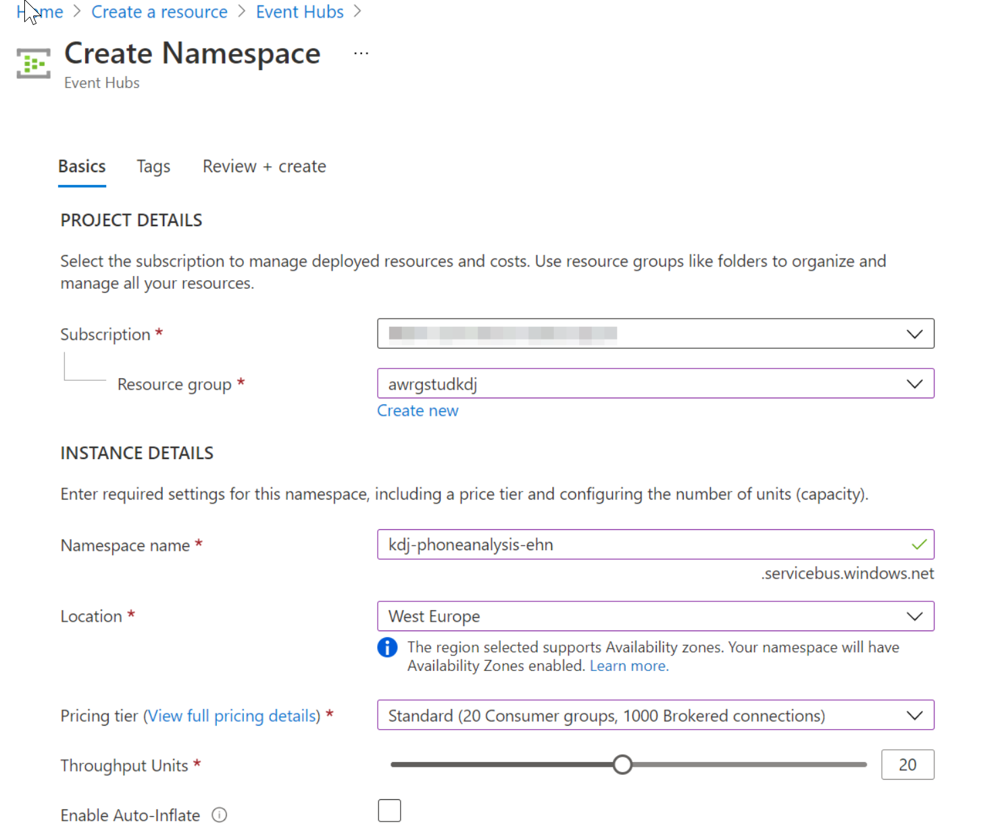 Home > Create a resource > Event Hubs >
Create Namespace ...
Event Hubs
Basics Tags Review + create
PROJECT DETAILS
Select the subscription to manage deployed resources and costs. Use resource groups like folders to organize and
manage all your resources.
Subscription *
Resource group * awrgstudkdj
Create new
INSTANCE DETAILS
Enter required settings for this namespace, including a price tier and configuring the number of units (capacity).
Namespace name * kdj-phoneanalysis-ehn
.servicebus.windows.net
Location * West Europe
The region selected supports Availability zones. Your namespace will have
Availability Zones enabled. Learn more.
Pricing tier (View full pricing details) * Standard (20 Consumer groups, 1000 Brokered connections)
Throughput Units * 20
Enable Auto-Inflate